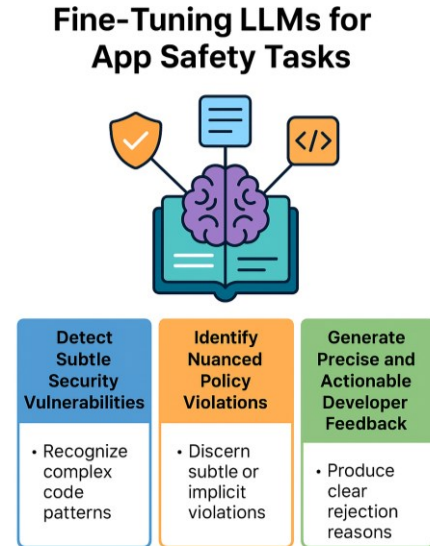 Fine-Tuning LLMs for
App Safety Tasks
</>
Detect
Subtle
Security
Vulnerabilities
• Recognize
complex
code
patterns
Identify
Nuanced
Policy
Violations
• Discern
subtle or
implicit
violations
Generate
Precise and
Actionable
Developer
Feedback
• Produce
clear
rejection
reasons